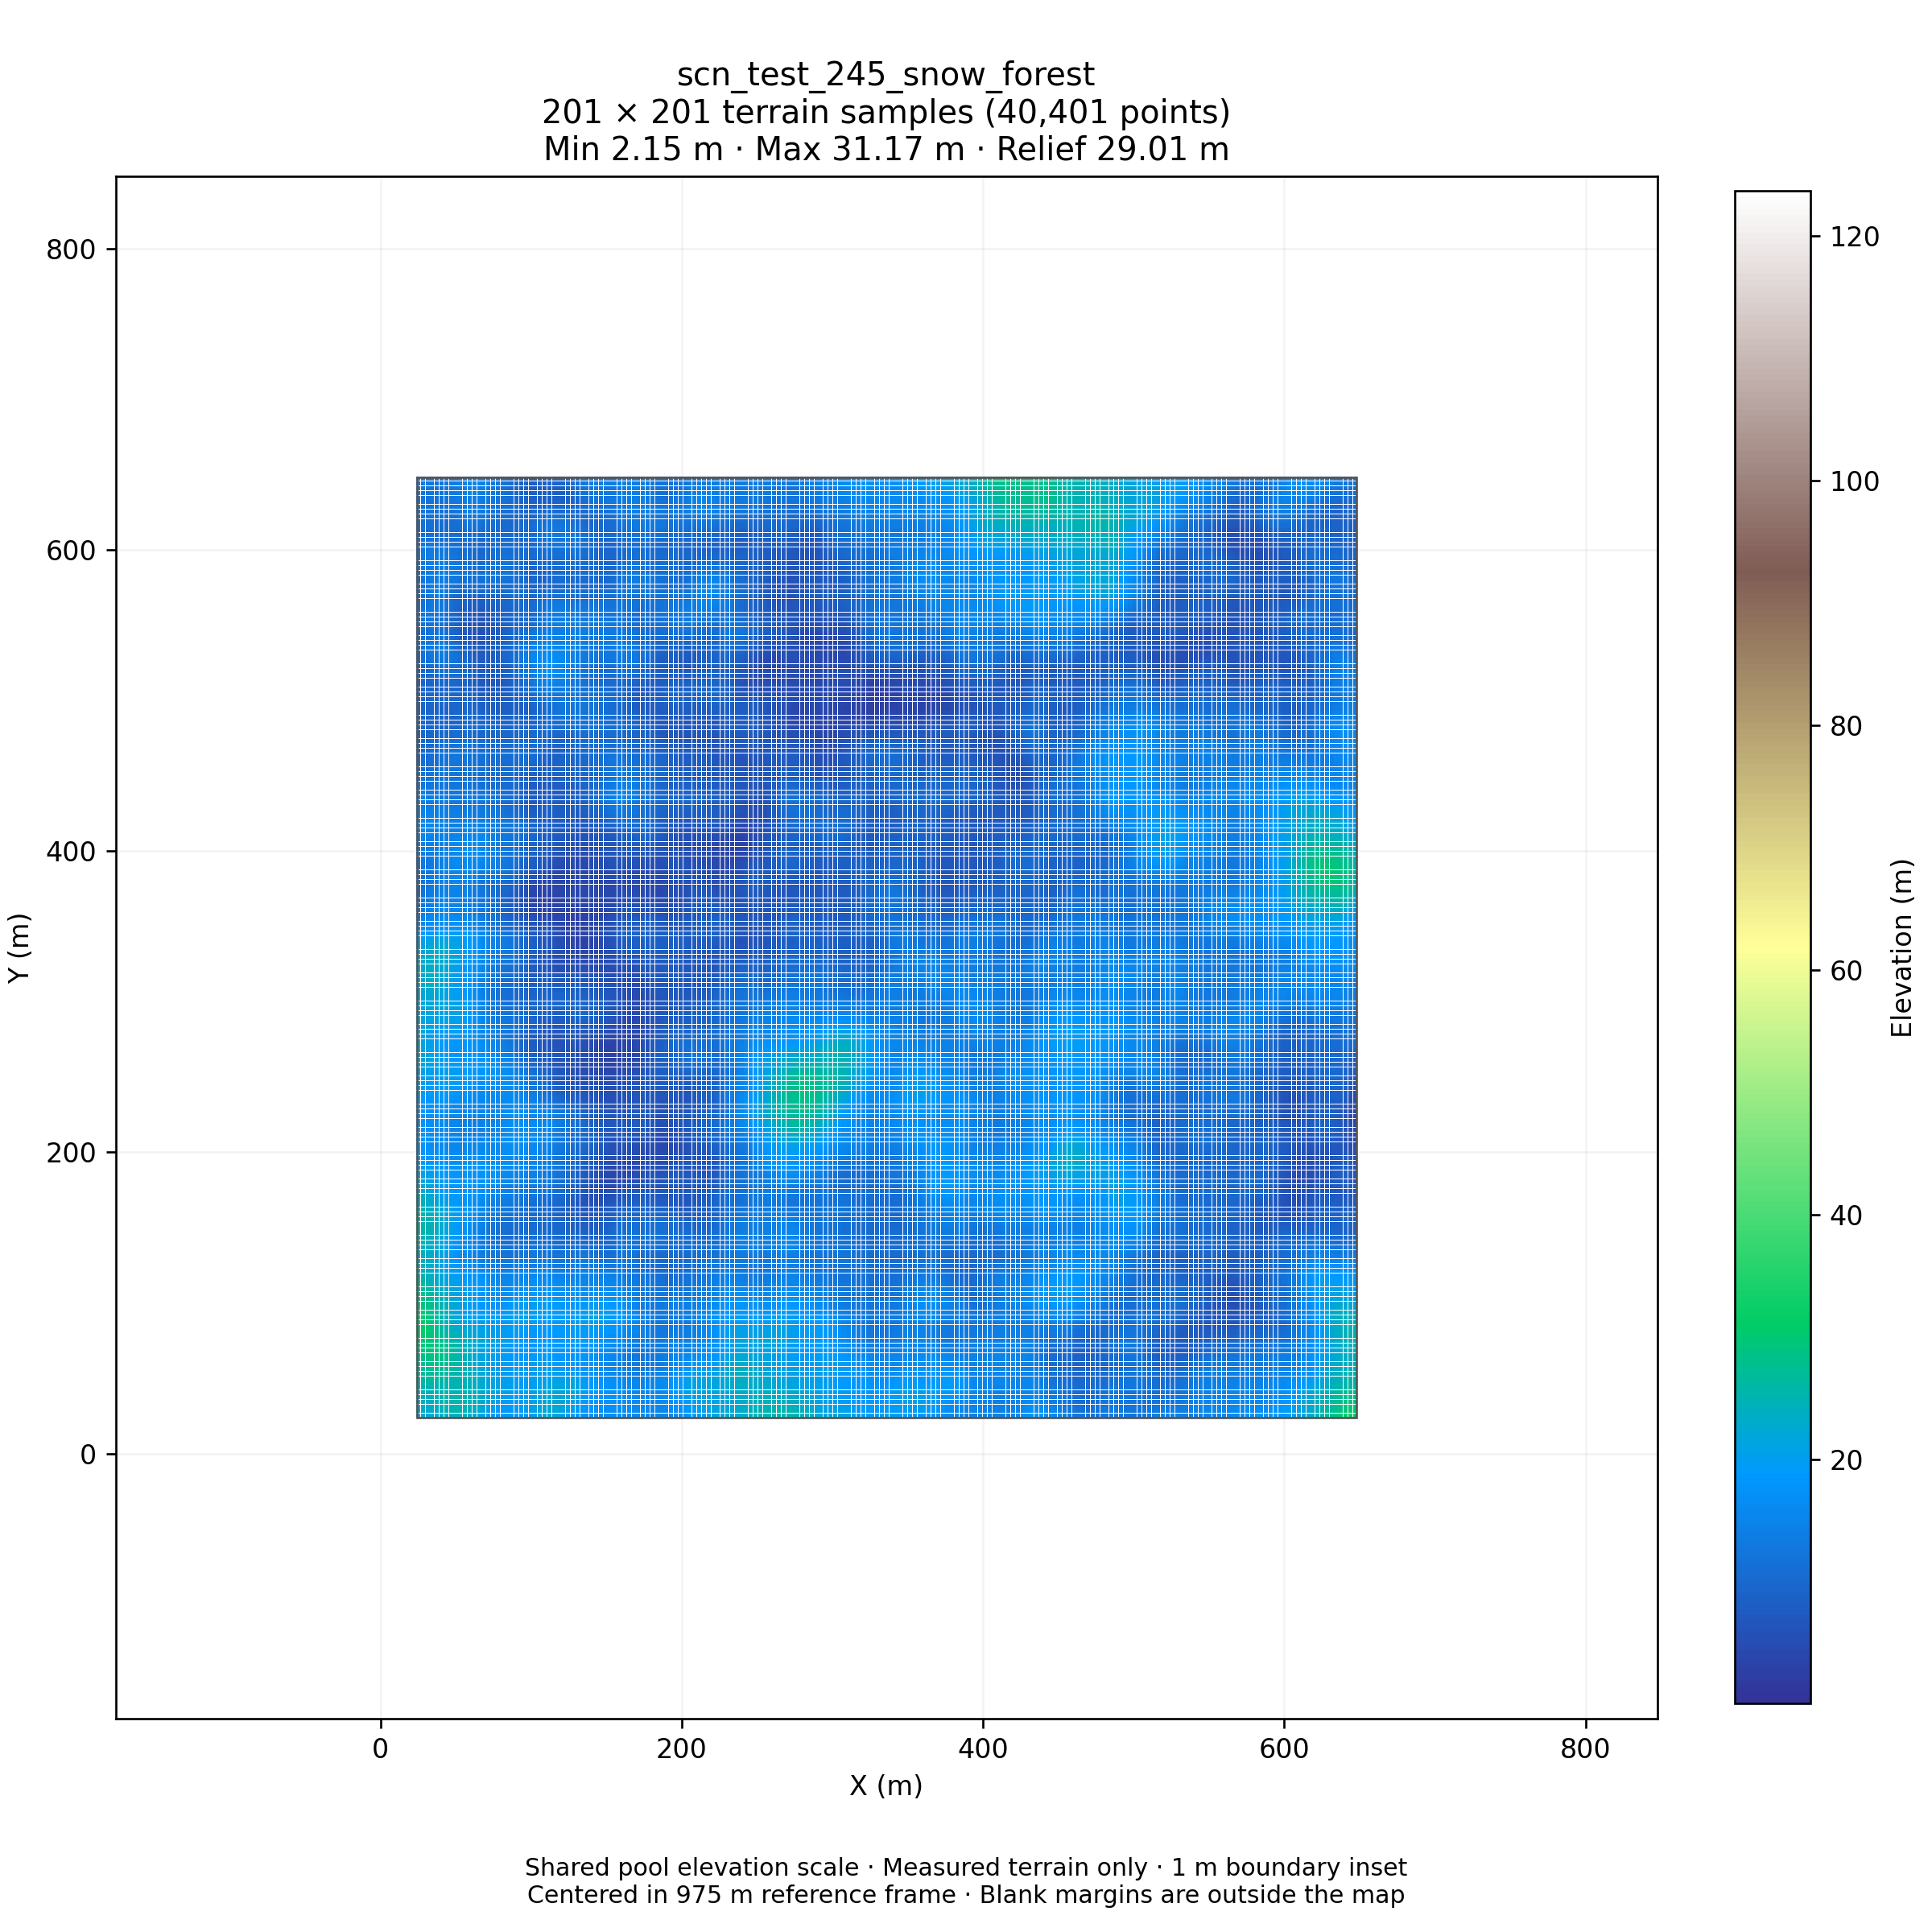 scn_test_245_snow_forest
201 × 201 terrain samples (40,401 points)
Min 2.15 m · Max 31.17 m · Relief 29.01 m
800
600
400
200
0
Y (m)
0
200
400
600
800
X (m)
120
100
80
60
40
20
Elevation (m)
Shared pool elevation scale · Measured terrain only · 1 m boundary inset
Centered in 975 m reference frame · Blank margins are outside the map